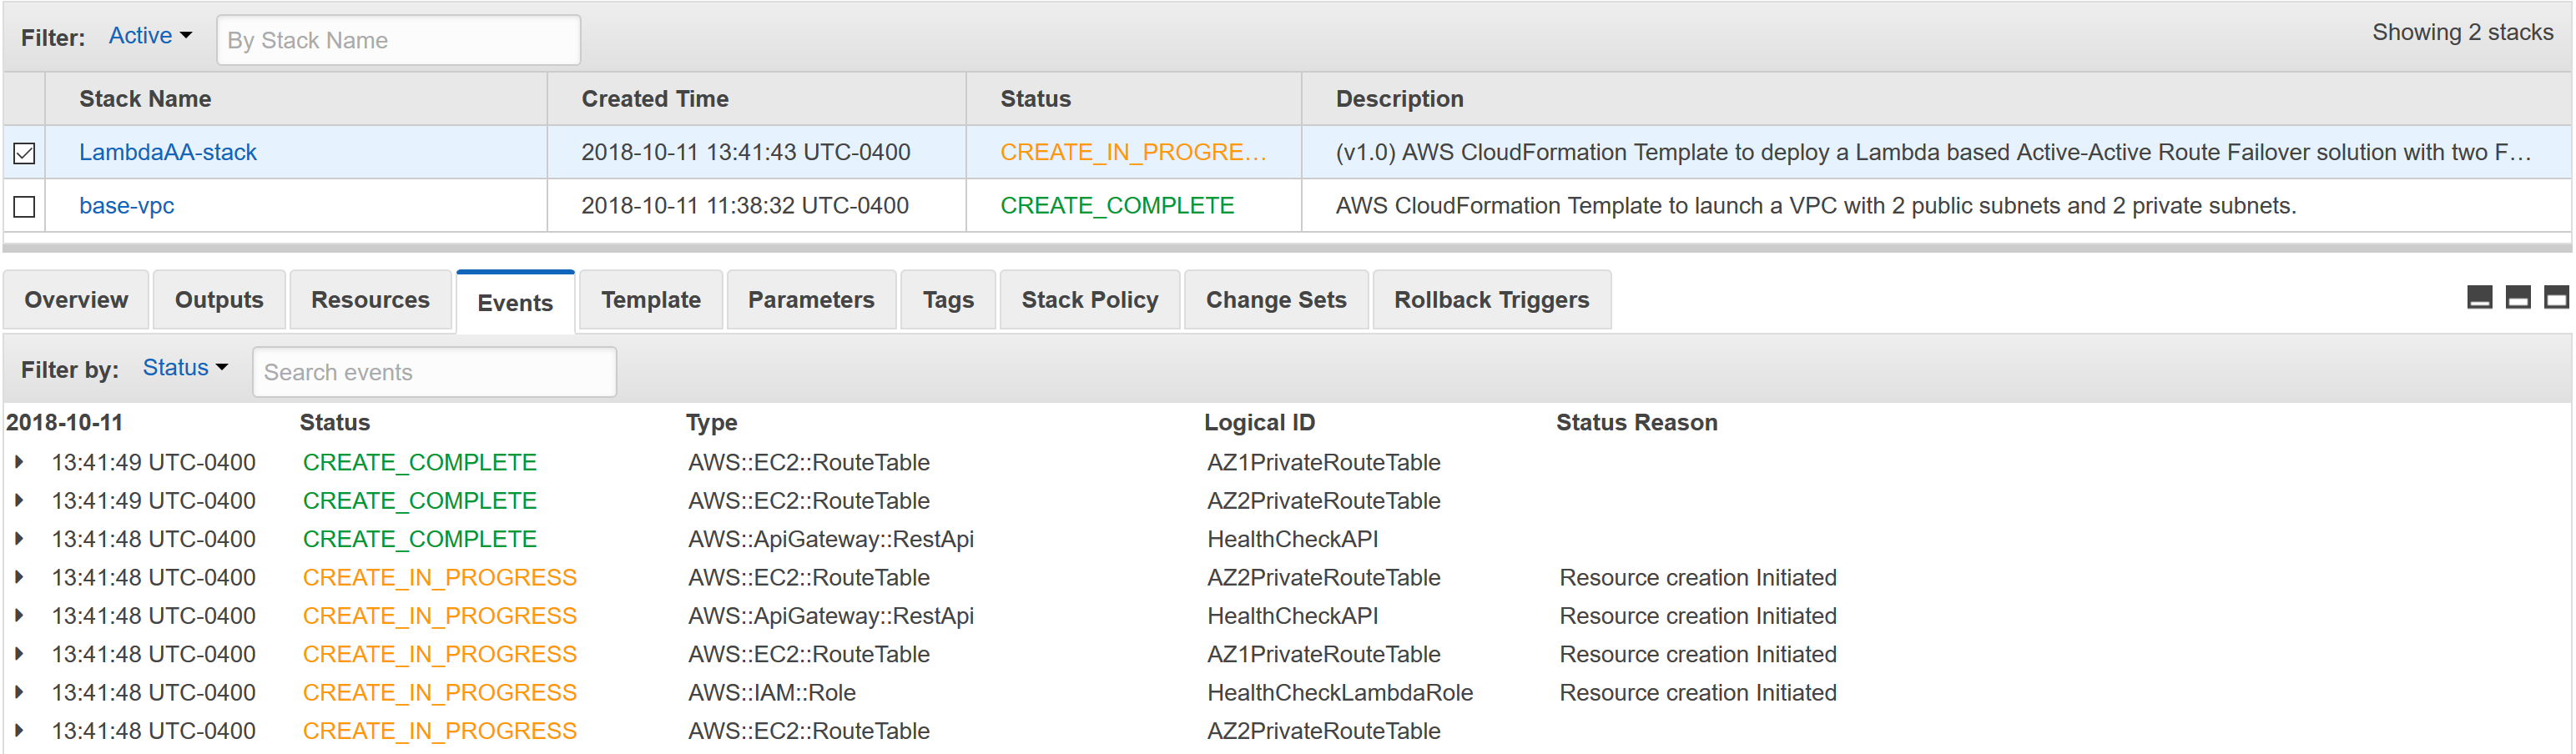 Filter: Active By Stack Name Showing 2 stacks
Stack Name Created Time Status Description
LambdaAA-stack 2018-10-11 13:41:43 UTC-0400 CREATE_IN_PROGRE… (v1.0) AWS CloudFormation Template to deploy a Lambda based Active-Active Route Failover solution with two F…
base-vpc 2018-10-11 11:38:32 UTC-0400 CREATE_COMPLETE AWS CloudFormation Template to launch a VPC with 2 public subnets and 2 private subnets.
Overview Outputs Resources Events Template Parameters Tags Stack Policy Change Sets Rollback Triggers
Filter by: Status Search events
2018-10-11 Status Type Logical ID Status Reason
13:41:49 UTC-0400 CREATE_COMPLETE AWS::EC2::RouteTable AZ1PrivateRouteTable
13:41:49 UTC-0400 CREATE_COMPLETE AWS::EC2::RouteTable AZ2PrivateRouteTable
13:41:48 UTC-0400 CREATE_COMPLETE AWS::ApiGateway::RestApi HealthCheckAPI
13:41:48 UTC-0400 CREATE_IN_PROGRESS AWS::EC2::RouteTable AZ2PrivateRouteTable Resource creation Initiated
13:41:48 UTC-0400 CREATE_IN_PROGRESS AWS::ApiGateway::RestApi HealthCheckAPI Resource creation Initiated
13:41:48 UTC-0400 CREATE_IN_PROGRESS AWS::EC2::RouteTable AZ1PrivateRouteTable Resource creation Initiated
13:41:48 UTC-0400 CREATE_IN_PROGRESS AWS::IAM::Role HealthCheckLambdaRole Resource creation Initiated
13:41:48 UTC-0400 CREATE_IN_PROGRESS AWS::EC2::RouteTable AZ2PrivateRouteTable